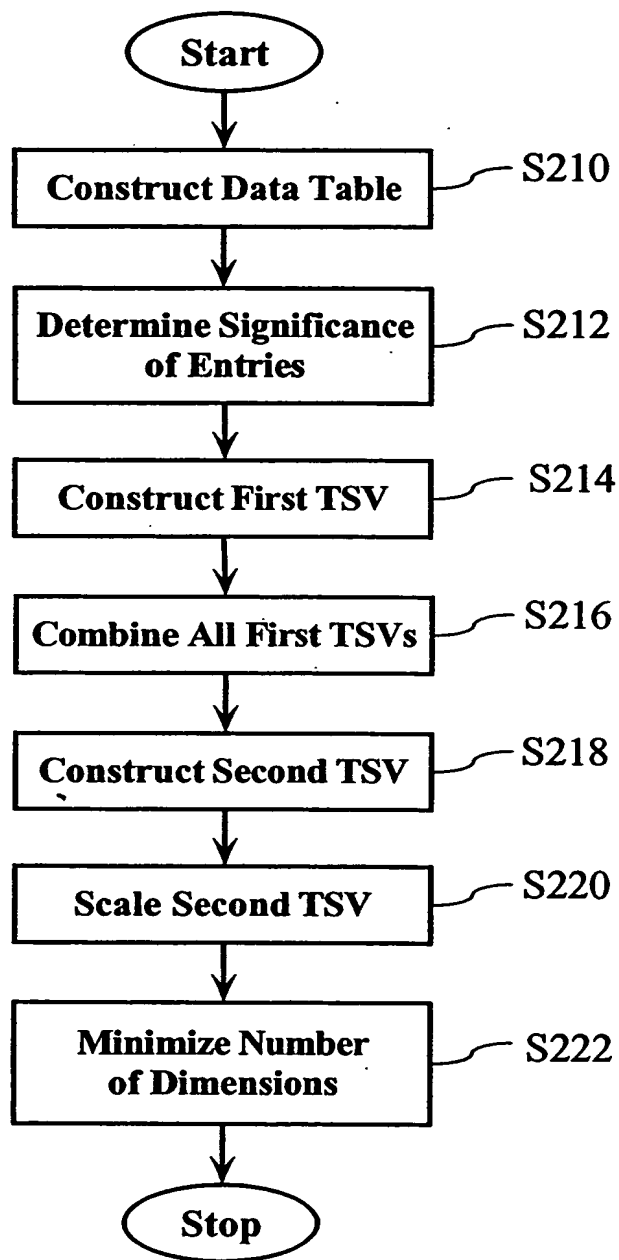 Start
Construct Data Table
S210
Determine Significance
of Entries
S212
Construct First TSV
S214
Combine All First TSVs
S216
Construct Second TSV
S218
Scale Second TSV
S220
Minimize Number
of Dimensions
S222
Stop